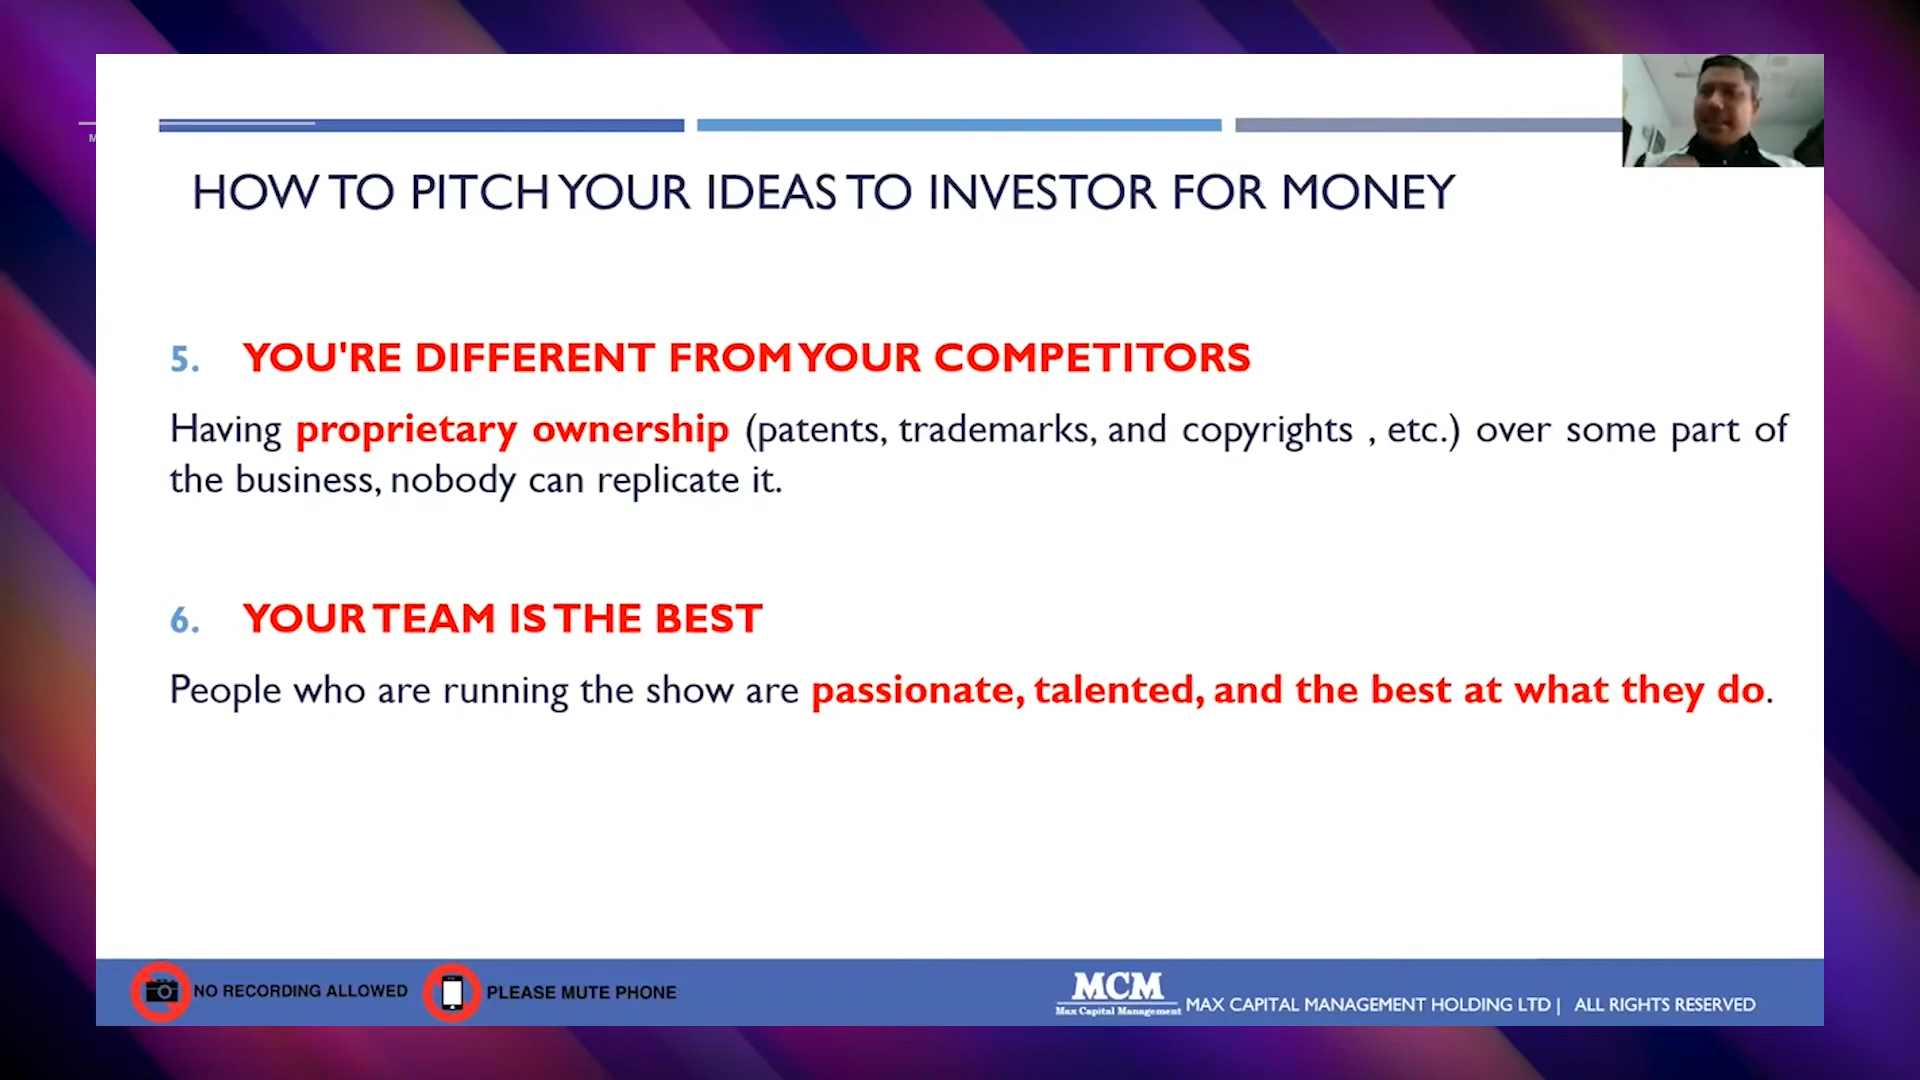 HOW TO PITCH YOUR IDEAS TO INVESTOR FOR MONEY
5. YOU'RE DIFFERENT FROM YOUR COMPETITORS
Having proprietary ownership (patents, trademarks, and copyrights , etc.) over some part of
the business, nobody can replicate it.
6. YOUR TEAM IS THE BEST
People who are running the show are passionate, talented, and the best at what they do.
NO RECORDING ALLOWED
PLEASE MUTE PHONE
MCM
Max Capital Management
MAX CAPITAL MANAGEMENT HOLDING LTD | ALL RIGHTS RESERVED